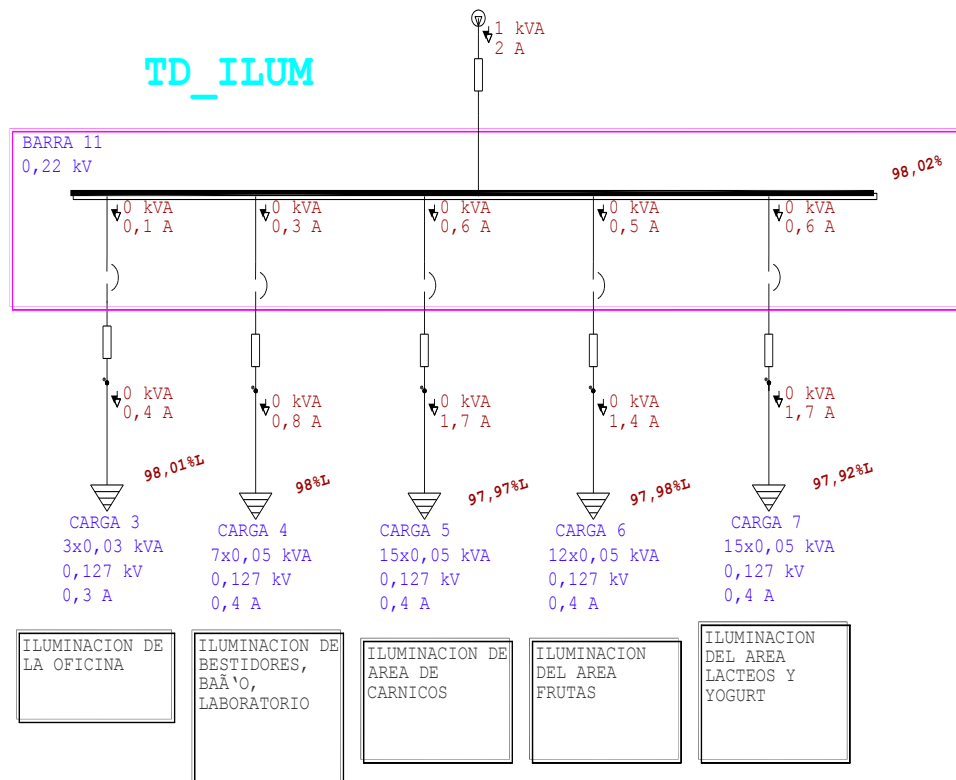 1 kVA
2 A
TD_ILUM
BARRA 11
0,22 kV
98,02%
0 kVA
0,1 A
0 kVA
0,3 A
0 kVA
0,6 A
0 kVA
0,5 A
0 kVA
0,6 A
0 kVA
0,4 A
0 kVA
0,8 A
0 kVA
1,7 A
0 kVA
1,4 A
0 kVA
1,7 A
98,01%L
98%L
97,97%L
97,98%L
97,92%L
CARGA 3
3x0,03 kVA
0,127 kV
0,3 A
CARGA 4
7x0,05 kVA
0,127 kV
0,4 A
CARGA 5
15x0,05 kVA
0,127 kV
0,4 A
CARGA 6
12x0,05 kVA
0,127 kV
0,4 A
CARGA 7
15x0,05 kVA
0,127 kV
0,4 A
ILUMINACION DE
LA OFICINA
ILUMINACION DE
BESTIDORES,
BAÃ‘O,
LABORATORIO
ILUMINACION DE
AREA DE
CARNICOS
ILUMINACION
DEL AREA
FRUTAS
ILUMINACION
DEL AREA
LACTEOS Y
YOGURT